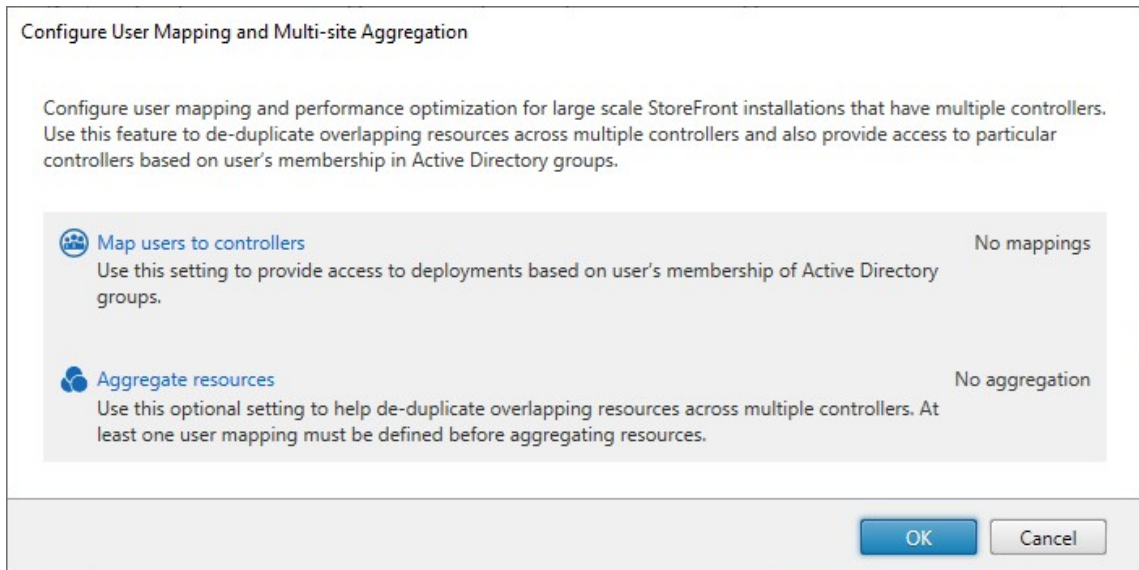 Configure User Mapping and Multi-site Aggregation
Configure user mapping and performance optimization for large scale StoreFront installations that have multiple controllers.
Use this feature to de-duplicate overlapping resources across multiple controllers and also provide access to particular
controllers based on user's membership in Active Directory groups.
Map users to controllers
No mappings
Use this setting to provide access to deployments based on user's membership of Active Directory
groups.
Aggregate resources
No aggregation
Use this optional setting to help de-duplicate overlapping resources across multiple controllers. At
least one user mapping must be defined before aggregating resources.
OK
Cancel